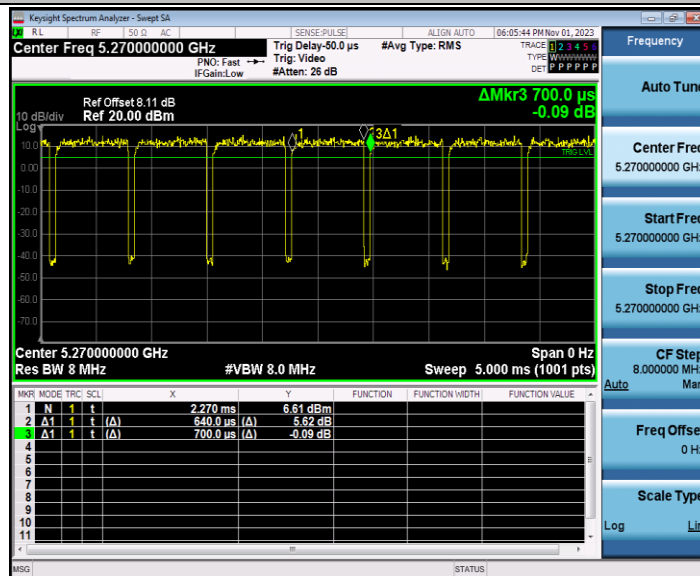 Keysight Spectrum Analyzer - Swept SA
RL RF 50 Ω AC SENSE:PULSE ALIGN AUTO 06:05:44 PM Nov 01, 2023
Center Freq 5.270000000 GHz
PNO: Fast
IFGain:Low
Trig Delay-50.0 µs
Trig: Video
#Atten: 26 dB
#Avg Type: RMS
TRACE 1 2 3 4 5 6
TYPE WWWWWW
DET P P P P P P
Frequency
Auto Tune
Center Freq
5.270000000 GHz
Start Freq
5.270000000 GHz
Stop Freq
5.270000000 GHz
CF Step
8.000000 MHz
Auto Man
Freq Offset
0 Hz
Scale Type
Log Lin
ΔMkr3 700.0 µs
-0.09 dB
Ref Offset 8.11 dB
10 dB/div Ref 20.00 dBm
Log
1 3Δ1
TRIG LVL
10.0
0.00
-10.0
-20.0
-30.0
-40.0
-50.0
-60.0
-70.0
Center 5.270000000 GHz Span 0 Hz
Res BW 8 MHz #VBW 8.0 MHz Sweep 5.000 ms (1001 pts)
MKR MODE TRC SCL X Y FUNCTION FUNCTION WIDTH FUNCTION VALUE
1 N 1 t 2.270 ms 6.61 dBm
2 Δ1 1 t (Δ) 640.0 µs (Δ) 5.62 dB
3 Δ1 1 t (Δ) 700.0 µs (Δ) -0.09 dB
4
5
6
7
8
9
10
11
MSG STATUS